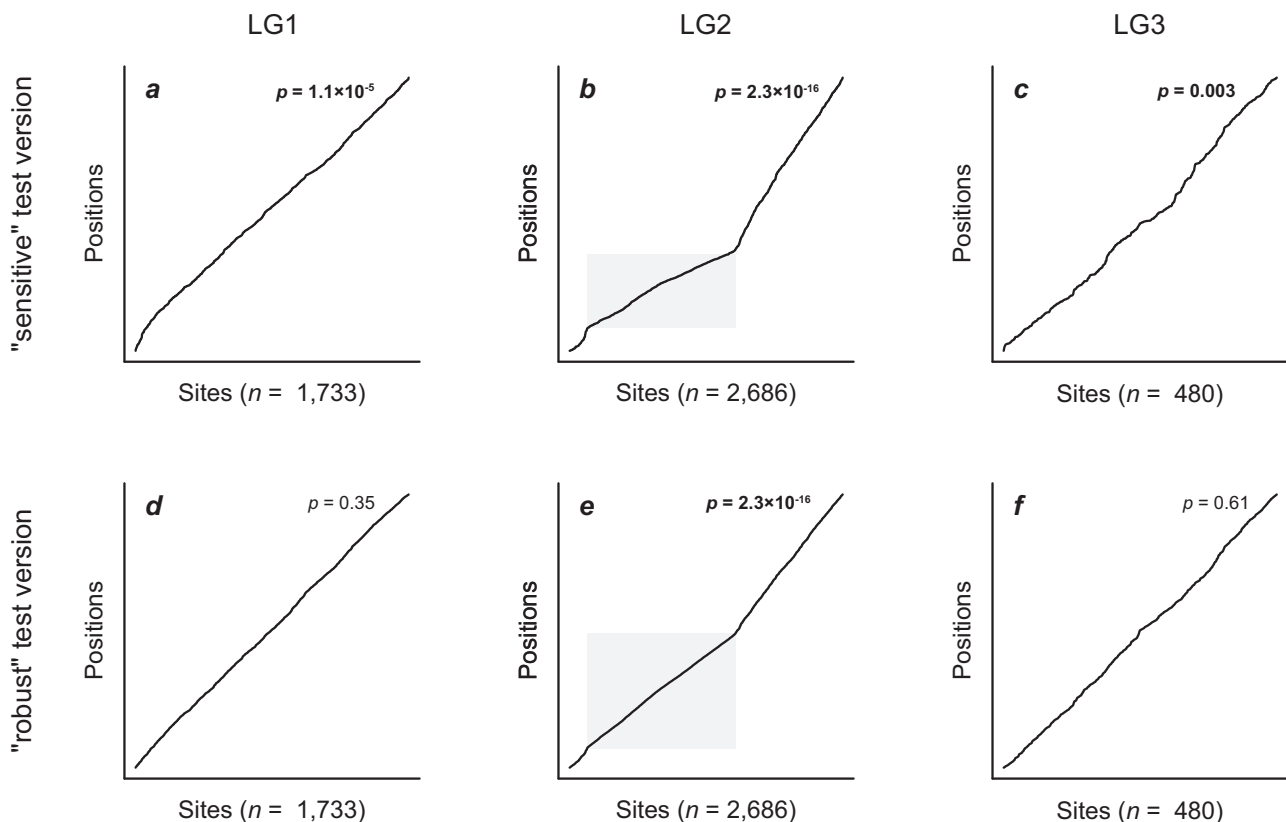 LG1
LG2
LG3
"sensitive" test version
a
p = 1.1×10⁻⁵
Positions
Sites (n = 1,733)
b
p = 2.3×10⁻¹⁶
Positions
Sites (n = 2,686)
c
p = 0.003
Positions
Sites (n = 480)
"robust" test version
d
p = 0.35
Positions
Sites (n = 1,733)
e
p = 2.3×10⁻¹⁶
Positions
Sites (n = 2,686)
f
p = 0.61
Positions
Sites (n = 480)